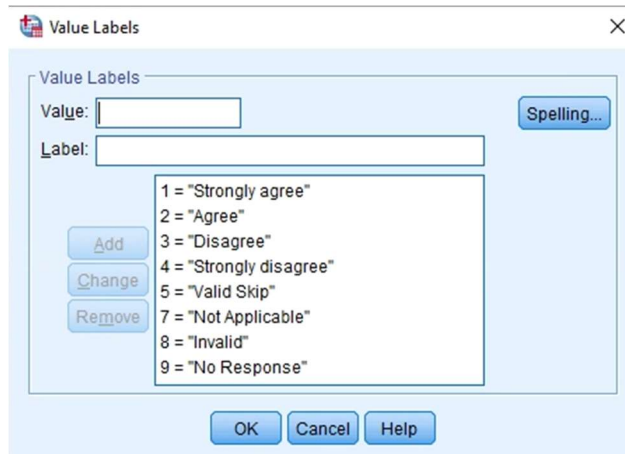 Value Labels
Value Labels
Value:
Spelling...
Label:
1 = "Strongly agree"
2 = "Agree"
3 = "Disagree"
4 = "Strongly disagree"
5 = "Valid Skip"
7 = "Not Applicable"
8 = "Invalid"
9 = "No Response"
Add
Change
Remove
OK Cancel Help